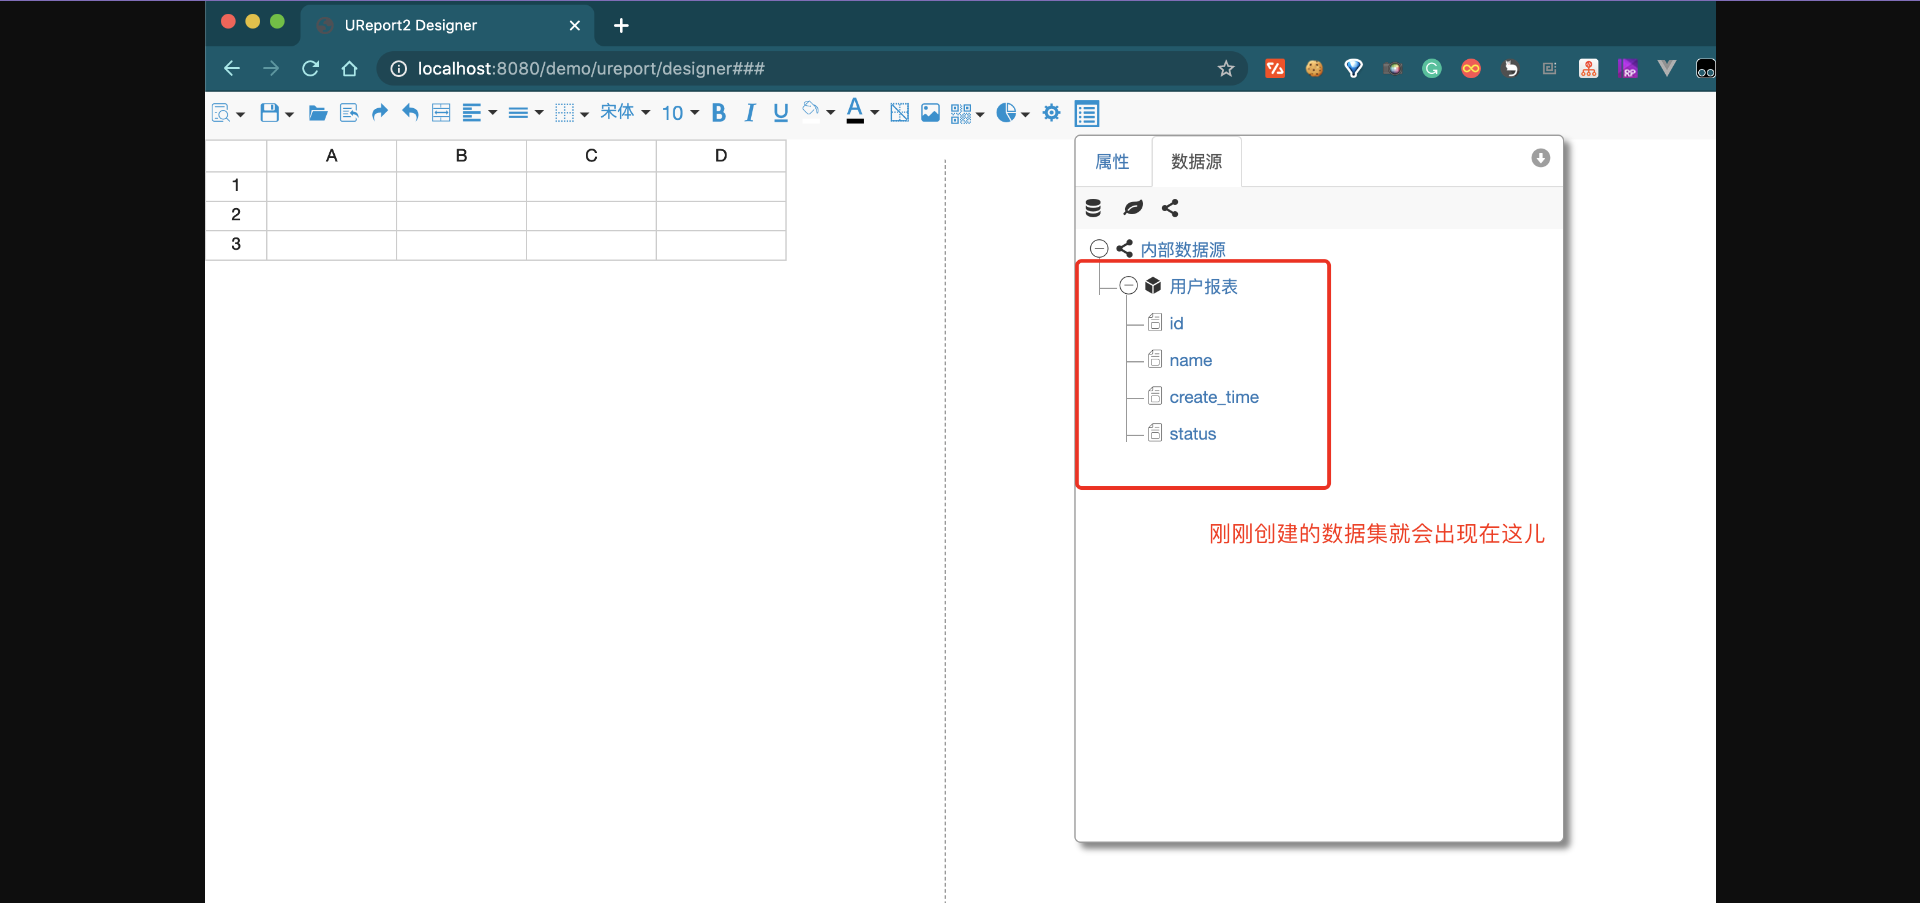 UReport2 Designer
localhost:8080/demo/ureport/designer###
宋体 10 B I U A
属性 数据源
A B C D
1
2
3
内部数据源
用户报表
id
name
create_time
status
刚刚创建的数据集就会出现在这儿